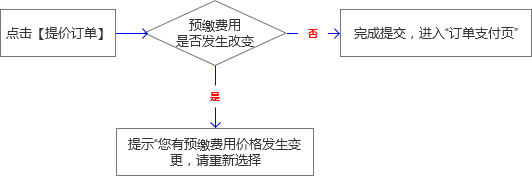 点击【提价订单】
预缴费用
是否发生改变
否
完成提交，进入“订单支付页”
是
提示“您有预缴费用价格发生变
更，请重新选择